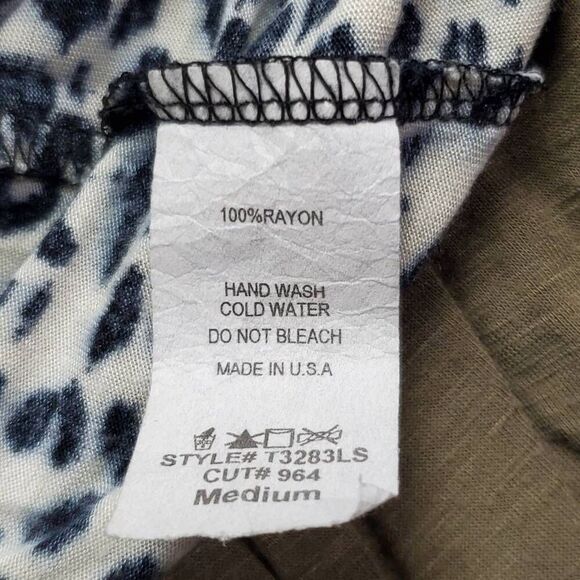 100%RAYON
HAND WASH
COLD WATER
DO NOT BLEACH
MADE IN U.S.A
STYLE# T3283LS
CUT# 964
Medium